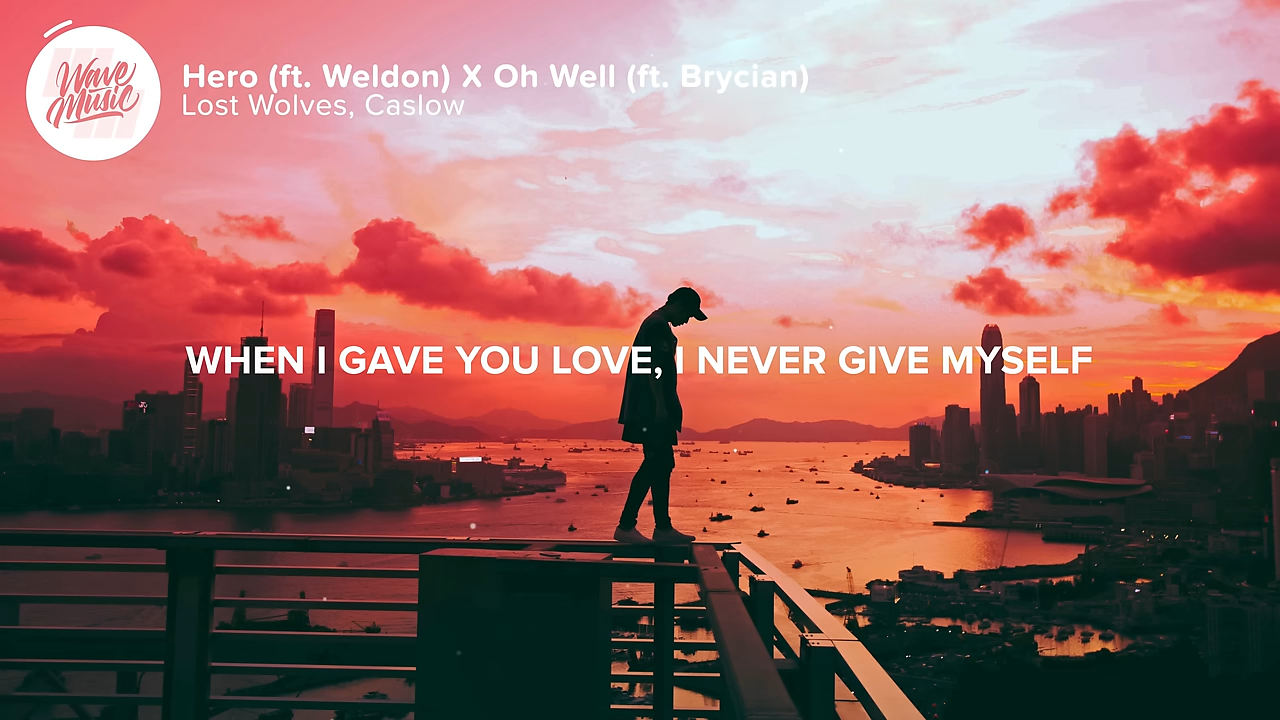 Wave
Music
Hero (ft. Weldon) X Oh Well (ft. Brycian)
Lost Wolves, Caslow
WHEN I GAVE YOU LOVE, I NEVER GIVE MYSELF